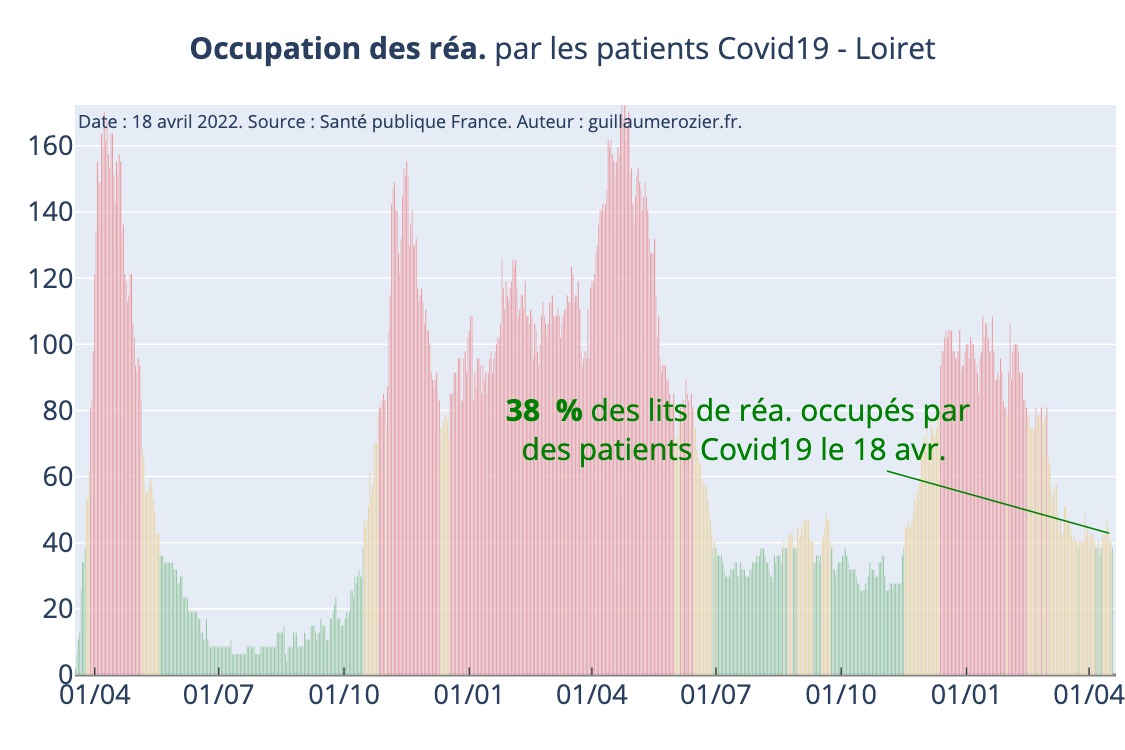 Occupation des réa. par les patients Covid19 - Loiret
Date : 18 avril 2022. Source : Santé publique France. Auteur : guillaumerozier.fr.
160
140
120
100
80
60
40
20
0
38  % des lits de réa. occupés par
des patients Covid19 le 18 avr.
01/04 01/07 01/10 01/01 01/04 01/07 01/10 01/01 01/04